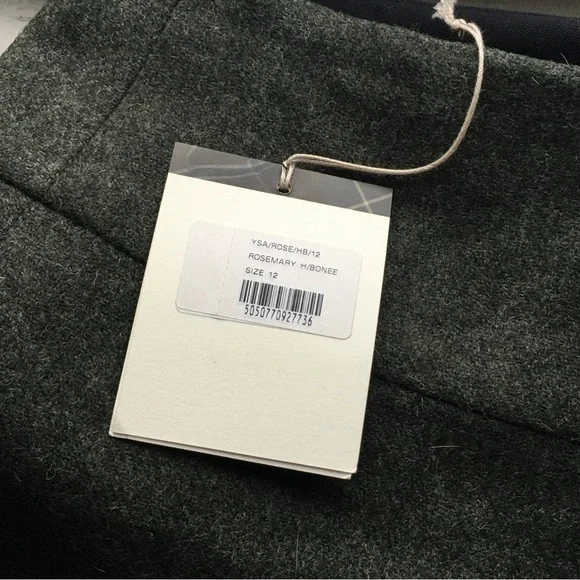 YSA/ROSE/HB/12
ROSEMARY H/BONEE
SIZE 12
5050770927736